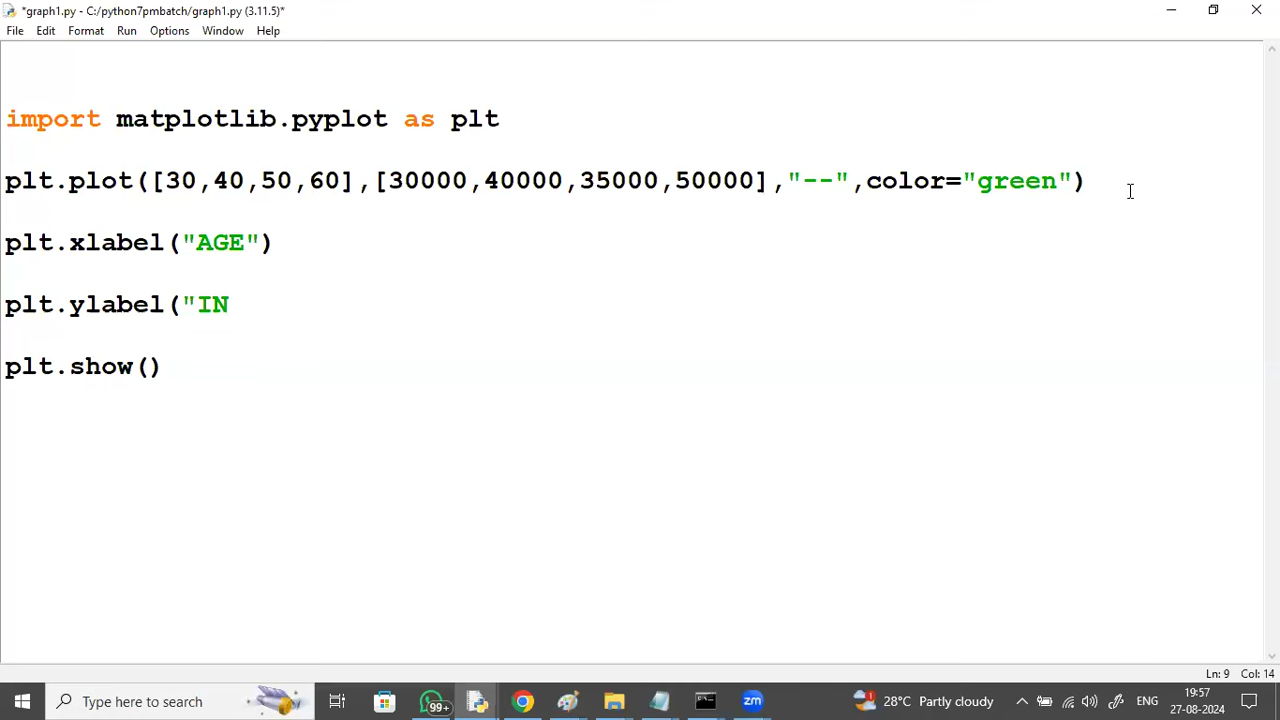 *graph1.py - C:/python7pmbatch/graph1.py (3.11.5)*
File Edit Format Run Options Window Help
import matplotlib.pyplot as plt
plt.plot([30,40,50,60],[30000,40000,35000,50000],"--",color="green")
plt.xlabel("AGE")
plt.ylabel("IN
plt.show()
Ln: 9 Col: 14
Type here to search
99+
zm
1
28°C Partly cloudy
ENG
19:57
27-08-2024